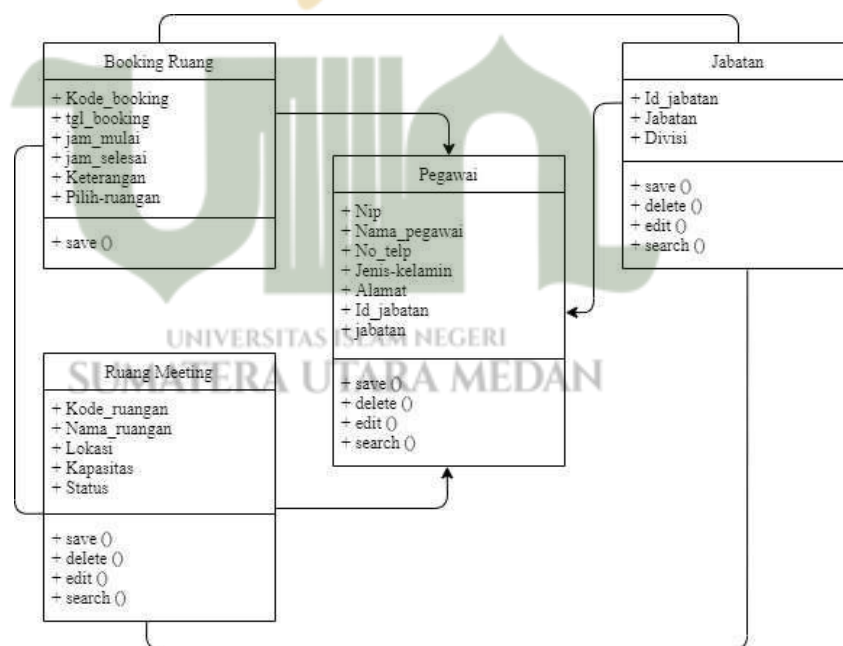 Booking Ruang
+ Kode_booking
+ tgl_booking
+ jam_mulai
+ jam_selesai
+ Keterangan
+ Pilih-ruangan
+ save ()
Jabatan
+ Id_jabatan
+ Jabatan
+ Divisi
+ save ()
+ delete ()
+ edit ()
+ search ()
Pegawai
+ Nip
+ Nama_pegawai
+ No_telp
+ Jenis-kelamin
+ Alamat
+ Id_jabatan
+ jabatan
+ save ()
+ delete ()
+ edit ()
+ search ()
UNIVERSITAS ISLAM NEGERI
SUMATERA UTARA MEDAN
Ruang Meeting
+ Kode_ruangan
+ Nama_ruangan
+ Lokasi
+ Kapasitas
+ Status
+ save ()
+ delete ()
+ edit ()
+ search ()